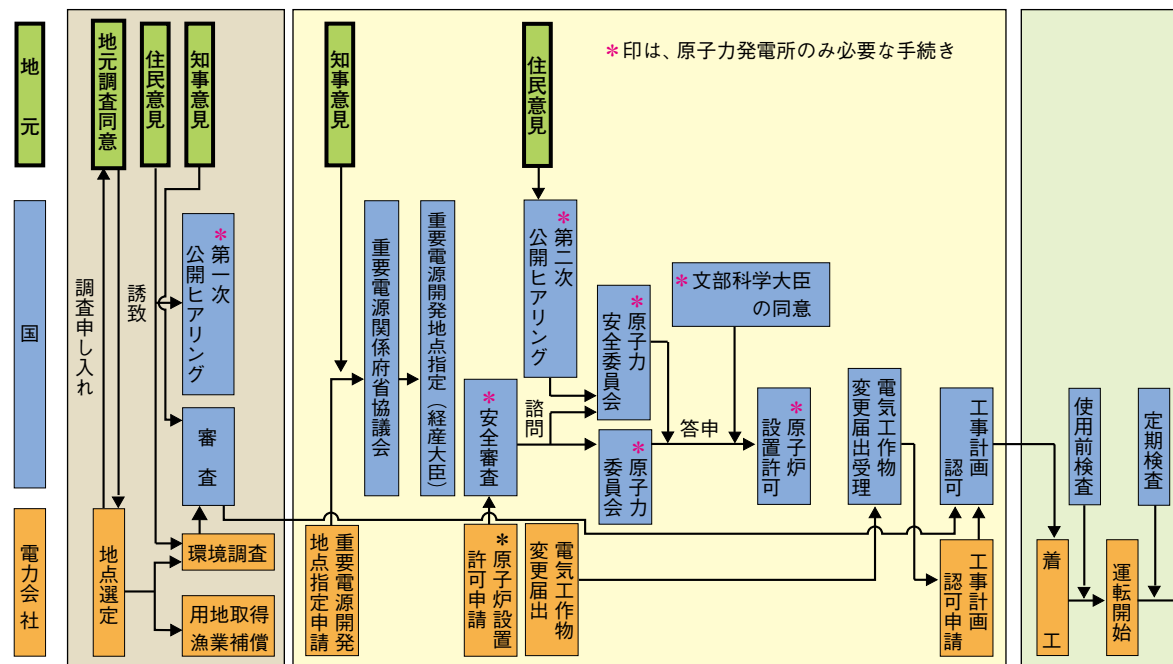 地元
地元調査同意
住民意見
知事意見
知事意見
住民意見
*印は、原子力発電所のみ必要な手続き
国
調査申し入れ
誘致
*第一次
公開ヒアリング
審査
重要電源関係府省協議会
重要電源開発地点指定（経産大臣）
*安全審査
諮問
*第二次
公開ヒアリング
*原子力
安全委員会
*原子力
委員会
*文部科学大臣
の同意
答申
*原子炉
設置許可
電気工作物
変更届出受理
工事計画
認可
使用前検査
定期検査
電力会社
地点選定
環境調査
用地取得
漁業補償
重要電源開発
地点指定申請
*原子炉設置
許可申請
電気工作物
変更届出
工事計画
認可申請
着工
運転開始